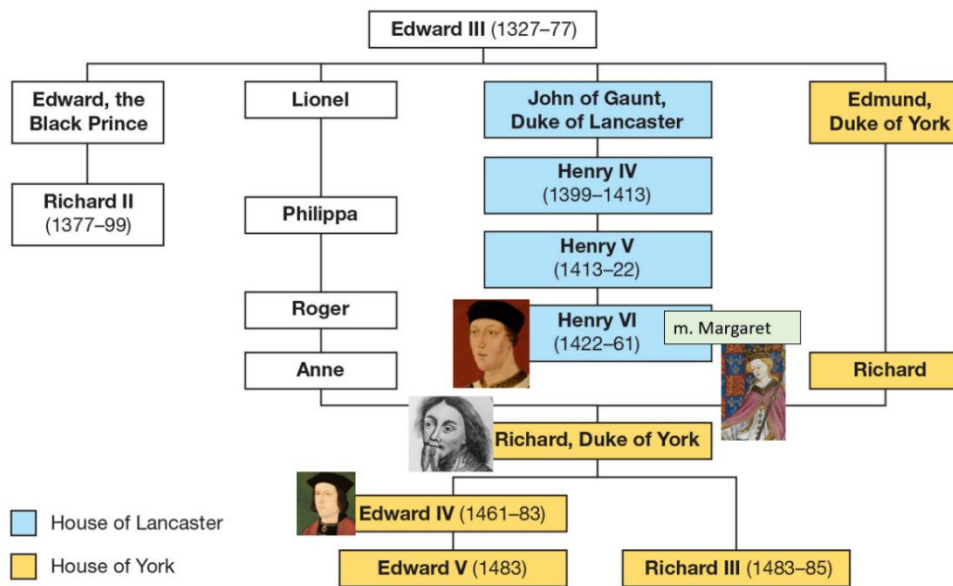 Edward III (1327–77)
Edward, the
Black Prince
Lionel
John of Gaunt,
Duke of Lancaster
Edmund,
Duke of York
Richard II
(1377–99)
Philippa
Henry IV
(1399–1413)
Henry V
(1413–22)
Roger
Henry VI
(1422–61)
m. Margaret
Anne
Richard
Richard, Duke of York
Edward IV (1461–83)
Edward V (1483)
Richard III (1483–85)
House of Lancaster
House of York